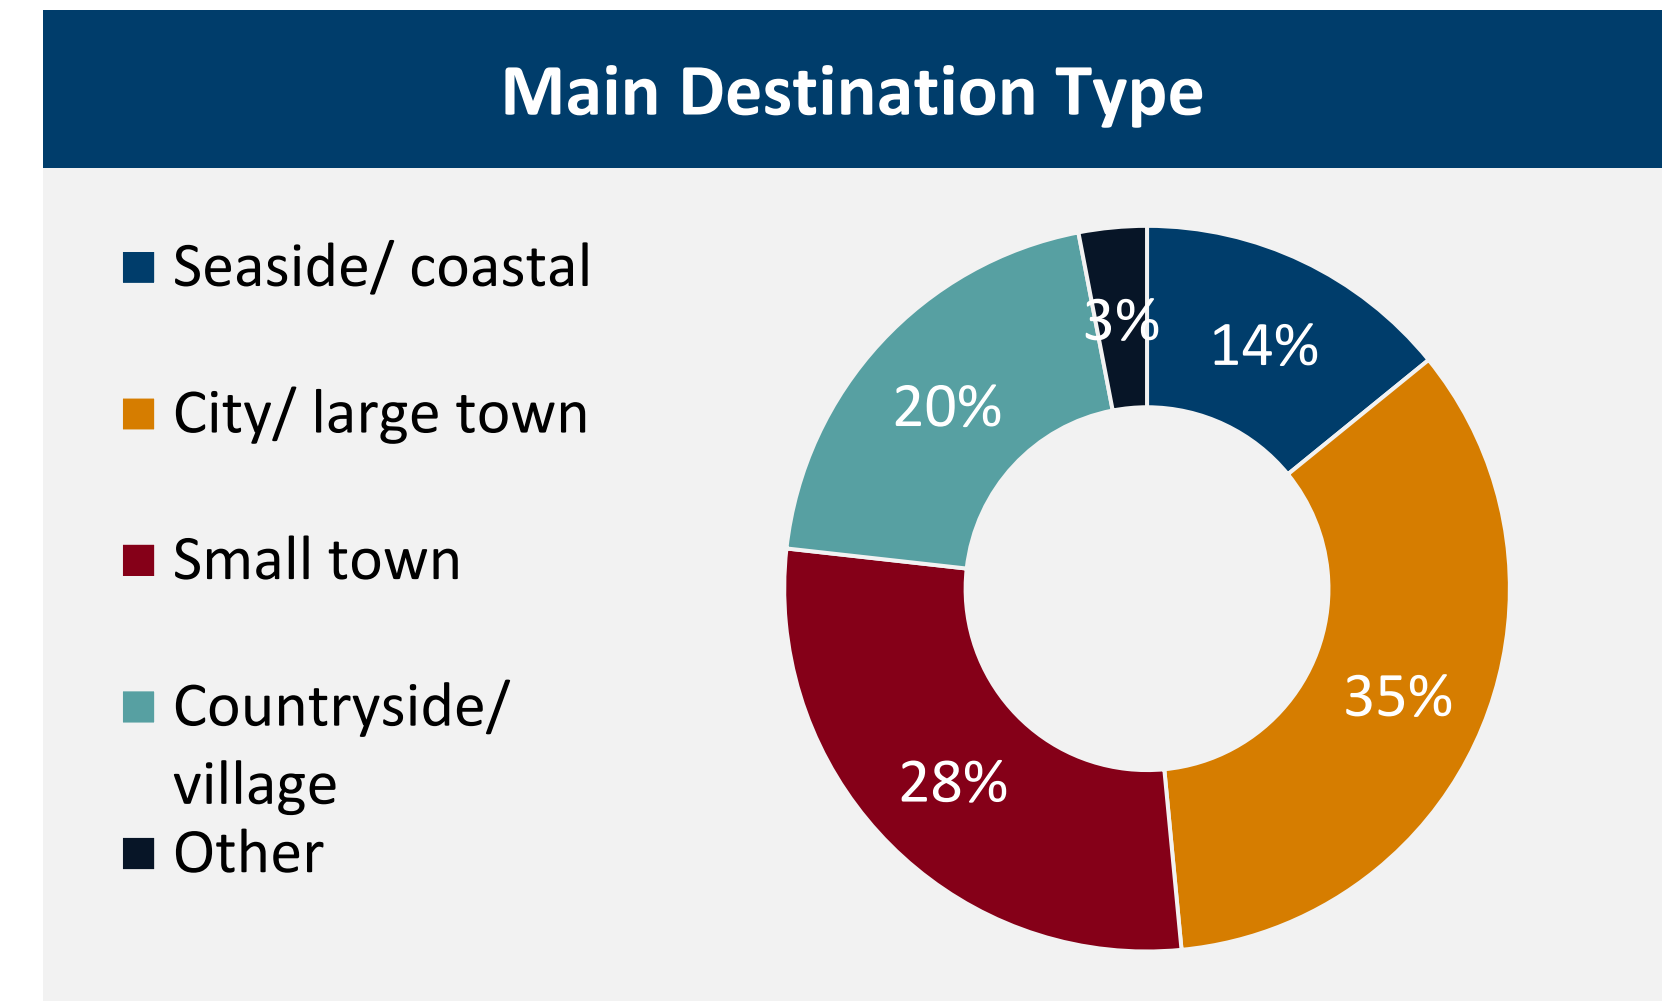 Main Destination Type
Seaside/ coastal
City/ large town
Small town
Countryside/
village
Other
3%
14%
20%
35%
28%